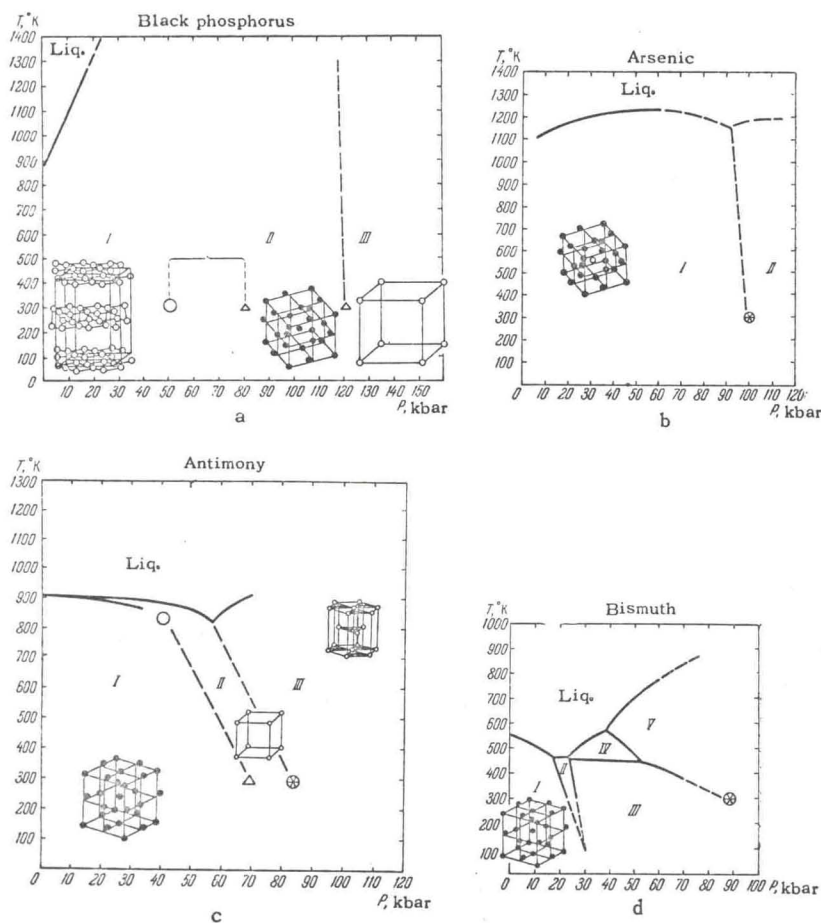 Black phosphorus
T,°K
1400
1300
1200
1100
1000
900
800
700
600
500
400
300
200
100
0
Liq.
I
II
III
0 10 20 30 40 50 60 70 80 90 100 110 120 130 140 150
P, kbar
a
Arsenic
T,°K
1400
1300
1200
1100
1000
900
800
700
600
500
400
300
200
100
Liq.
I
II
0 10 20 30 40 50 60 70 80 90 100 110 120
P, kbar
b
Antimony
T,°K
1300
1200
1100
1000
900
800
700
600
500
400
300
200
100
Liq.
I
II
III
0 10 20 30 40 50 60 70 80 90 100 110 120
P, kbar
c
Bismuth
T,°K
1000
900
800
700
600
500
400
300
200
100
Liq.
I
II
III
IV
V
0 10 20 30 40 50 60 70 80 90 100
P, kbar
d